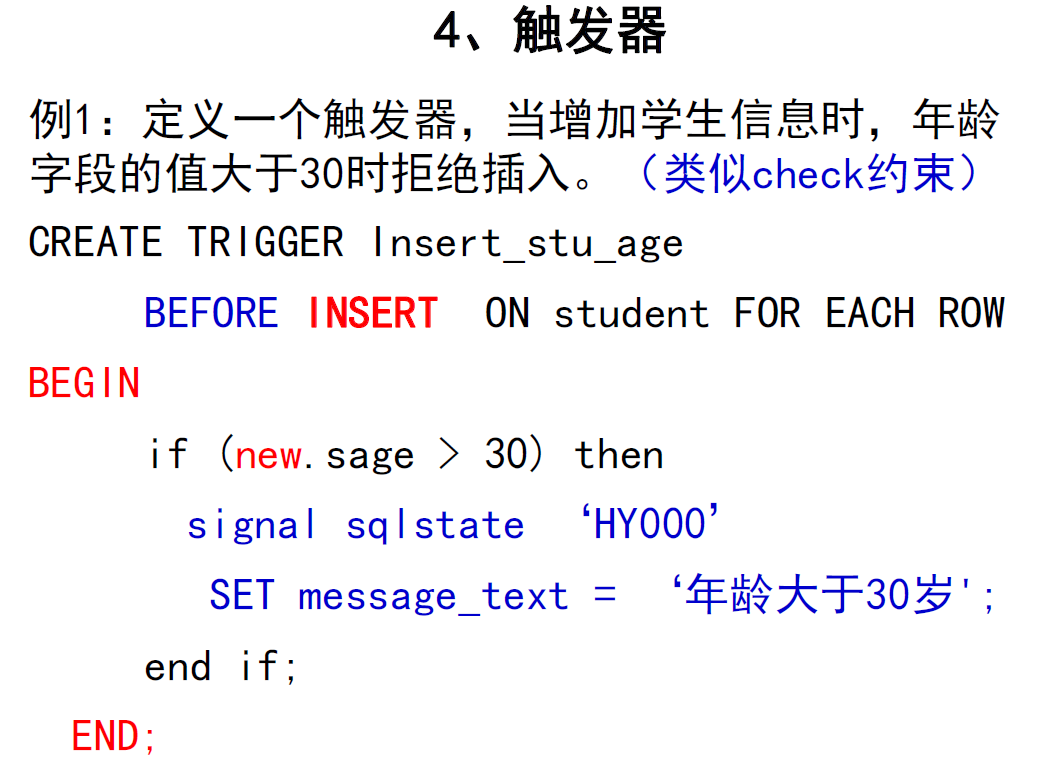 4、触发器
例1：定义一个触发器，当增加学生信息时，年龄
字段的值大于30时拒绝插入。（类似check约束）
CREATE TRIGGER Insert_stu_age
BEFORE INSERT ON student FOR EACH ROW
BEGIN
if (new.sage > 30) then
signal sqlstate ‘HY000’
SET message_text = ‘年龄大于30岁';
end if;
END;